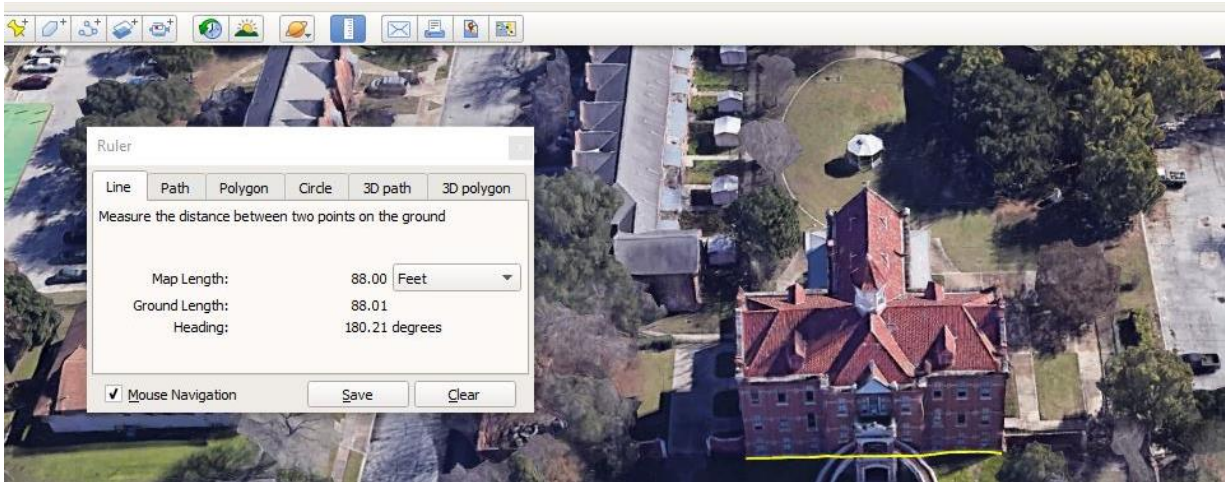 Ruler
Line Path Polygon Circle 3D path 3D polygon
Measure the distance between two points on the ground
Map Length: 88.00 Feet
Ground Length: 88.01
Heading: 180.21 degrees
Mouse Navigation Save Clear